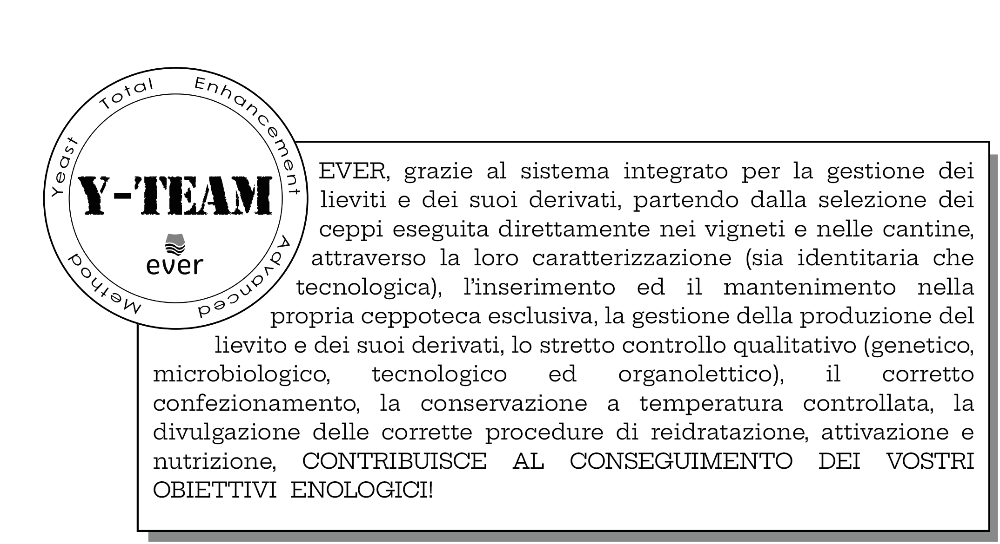 Yeast Total Enhancement Advanced Method
Y-TEAM
ever
EVER, grazie al sistema integrato per la gestione dei
lieviti e dei suoi derivati, partendo dalla selezione dei
ceppi eseguita direttamente nei vigneti e nelle cantine,
attraverso la loro caratterizzazione (sia identitaria che
tecnologica), l’inserimento ed il mantenimento nella
propria ceppoteca esclusiva, la gestione della produzione del
lievito e dei suoi derivati, lo stretto controllo qualitativo (genetico,
microbiologico, tecnologico ed organolettico), il corretto
confezionamento, la conservazione a temperatura controllata, la
divulgazione delle corrette procedure di reidratazione, attivazione e
nutrizione, CONTRIBUISCE AL CONSEGUIMENTO DEI VOSTRI
OBIETTIVI ENOLOGICI!